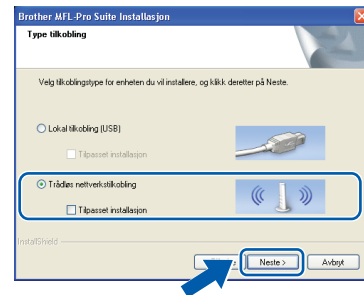 Brother MFL-Pro Suite Installasjon
Type tilkobling
Velg tilkoblingstype for enheten du vil installere, og klikk deretter på Neste.
Lokal tilkobling (USB)
Tilpasset installasjon
Trådløs nettverkstilkobling
Tilpasset installasjon
InstallShield
Neste > Avbryt